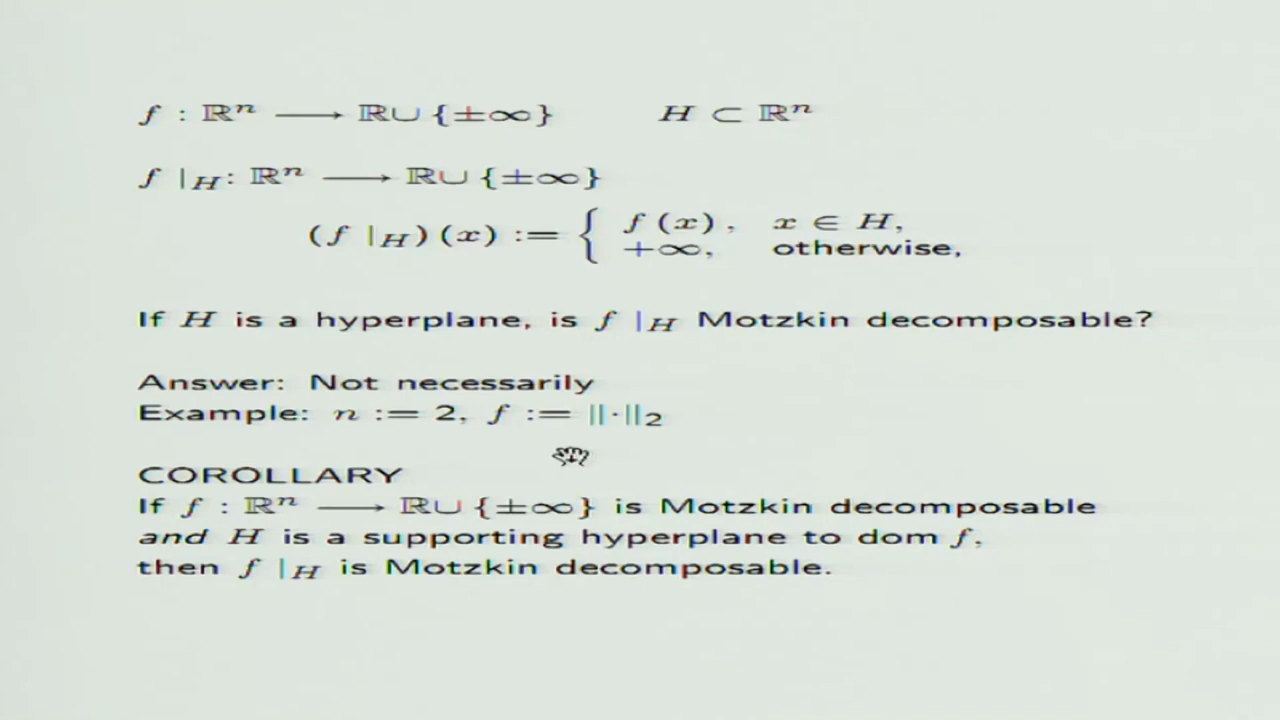 f : ℝⁿ ⟶ ℝ∪{±∞} H ⊂ ℝⁿ
f |_H: ℝⁿ ⟶ ℝ∪{±∞}
(f |_H)(x) := { f(x), x ∈ H,
+∞, otherwise,
If H is a hyperplane, is f |_H Motzkin decomposable?
Answer: Not necessarily
Example: n := 2, f := ‖·‖₂
COROLLARY
If f : ℝⁿ ⟶ ℝ∪{±∞} is Motzkin decomposable
and H is a supporting hyperplane to dom f,
then f |_H is Motzkin decomposable.